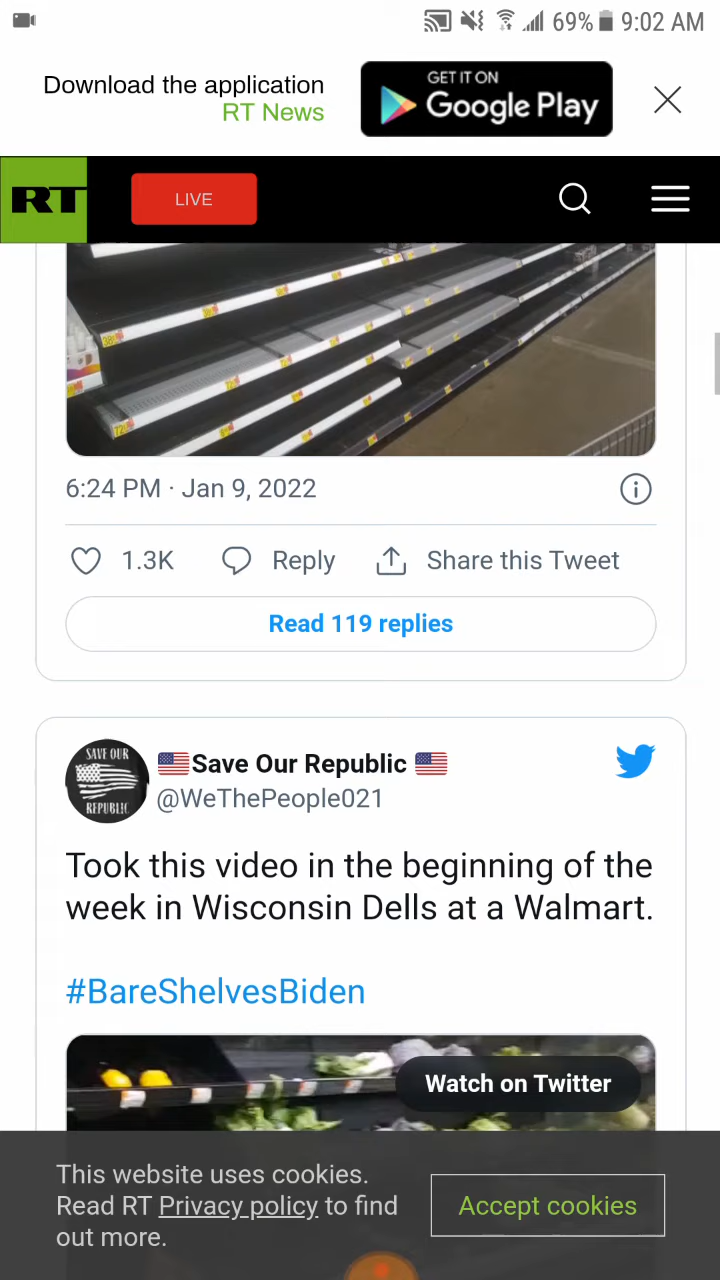 69% 9:02 AM
Download the application
RT News
GET IT ON
Google Play
RT
LIVE
6:24 PM · Jan 9, 2022
1.3K Reply Share this Tweet
Read 119 replies
SAVE OUR
REPUBLIC
🇺🇸Save Our Republic 🇺🇸
@WeThePeople021
Took this video in the beginning of the
week in Wisconsin Dells at a Walmart.
#BareShelvesBiden
Watch on Twitter
This website uses cookies.
Read RT Privacy policy to find
out more.
Accept cookies